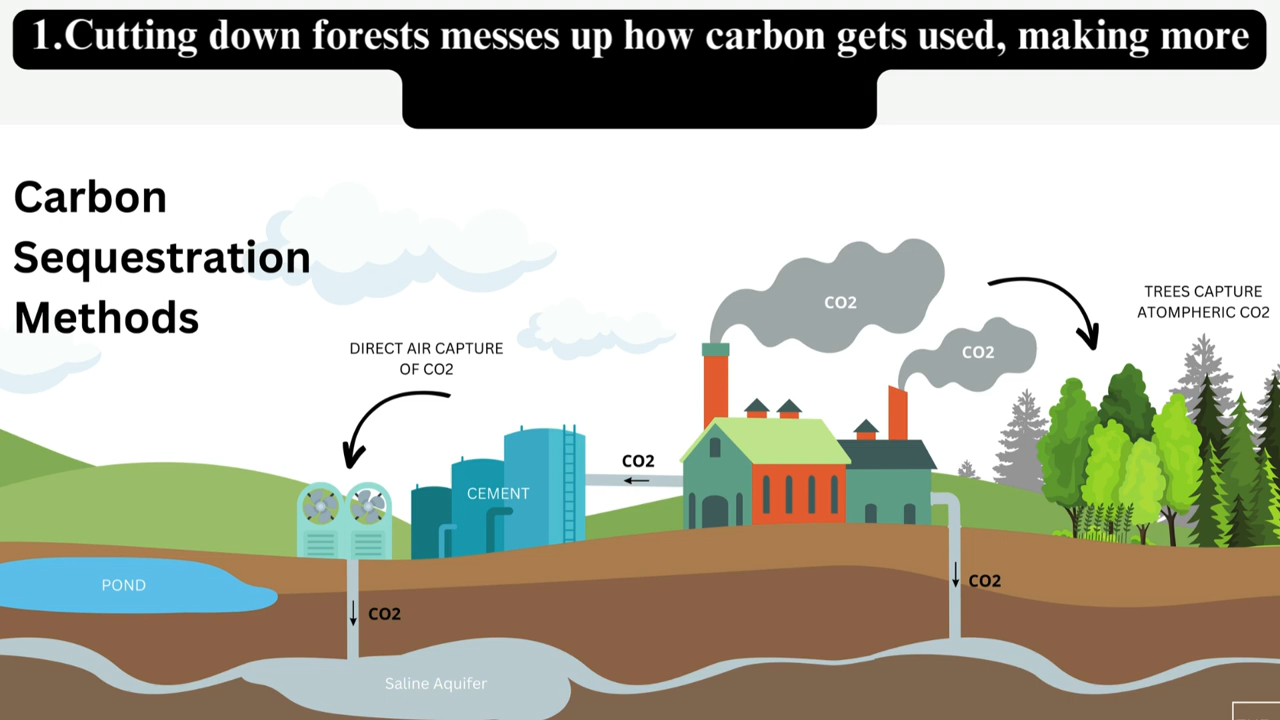 1.Cutting down forests messes up how carbon gets used, making more
Carbon
Sequestration
Methods
DIRECT AIR CAPTURE
OF CO2
CO2
CO2
TREES CAPTURE
ATOMPHERIC CO2
CO2
CEMENT
POND
CO2
CO2
Saline Aquifer